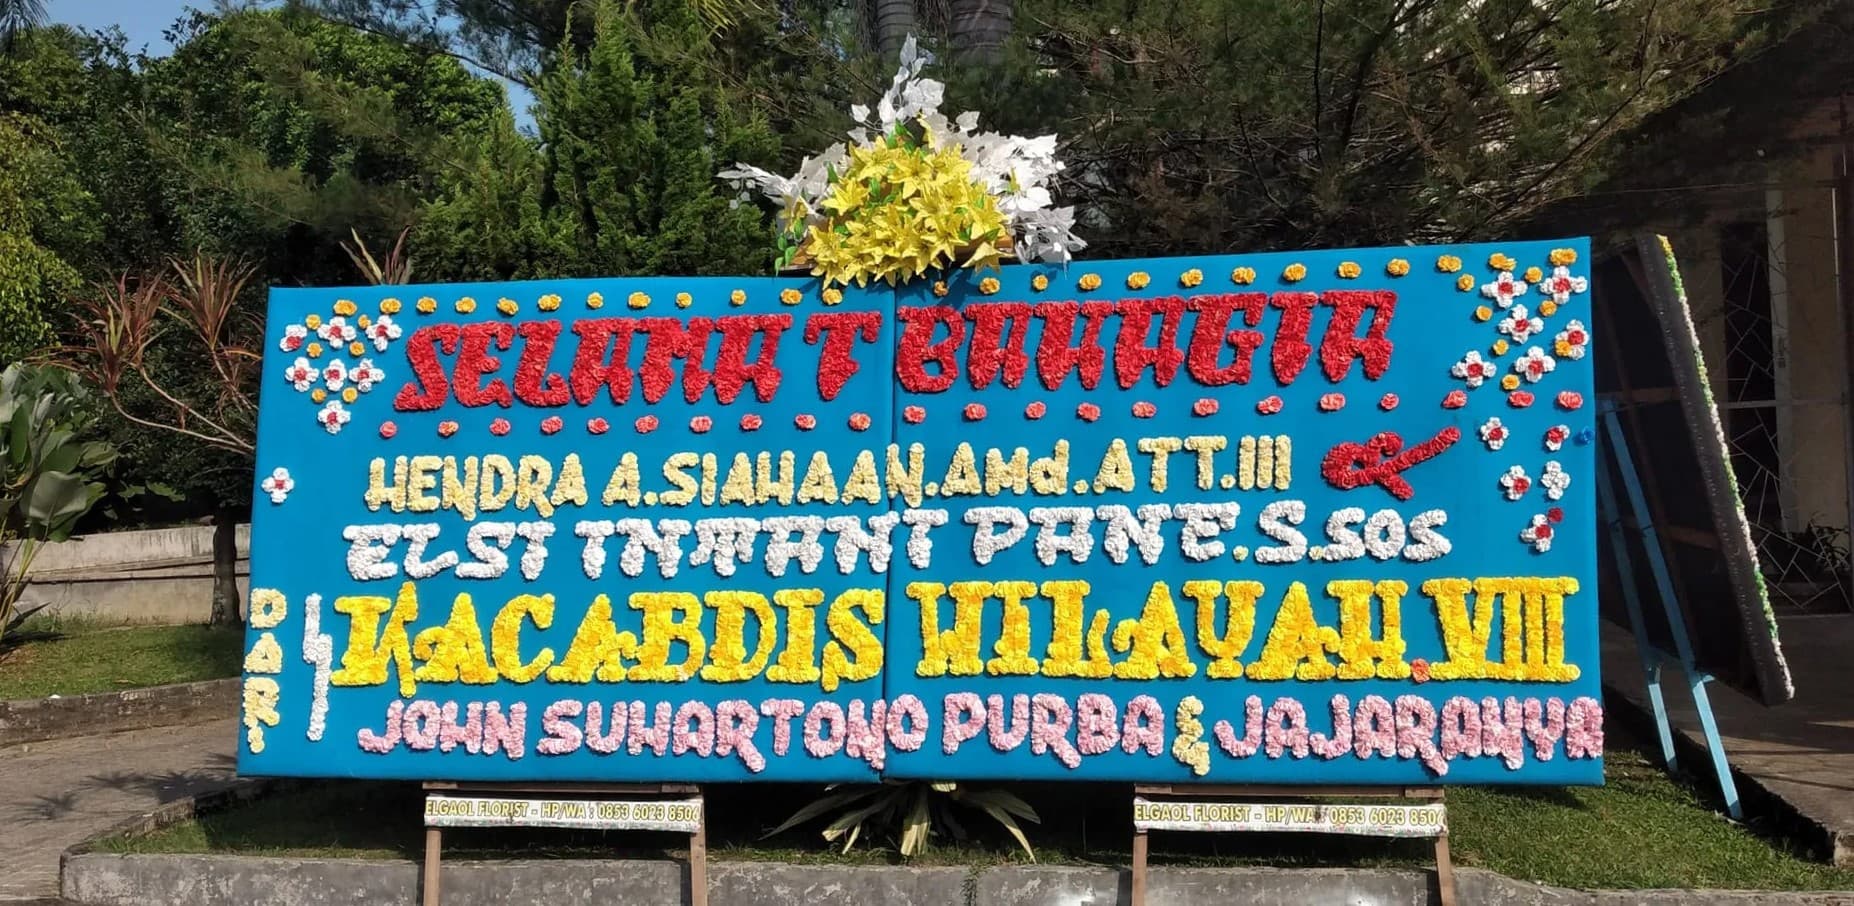 SELAMAT BAHAGIA
HENDRA A.SIAHAAN.AMd.ATT.III &
ELSI INTANI PANE.S.SOS
DARI
KACABDIS WILAYAH.VIII
JOHN SUHARTONO PURBA & JAJARANYA
ELGAOL FLORIST - HP/WA : 0853 6023 8506
ELGAOL FLORIST - HP/WA : 0853 6023 8506